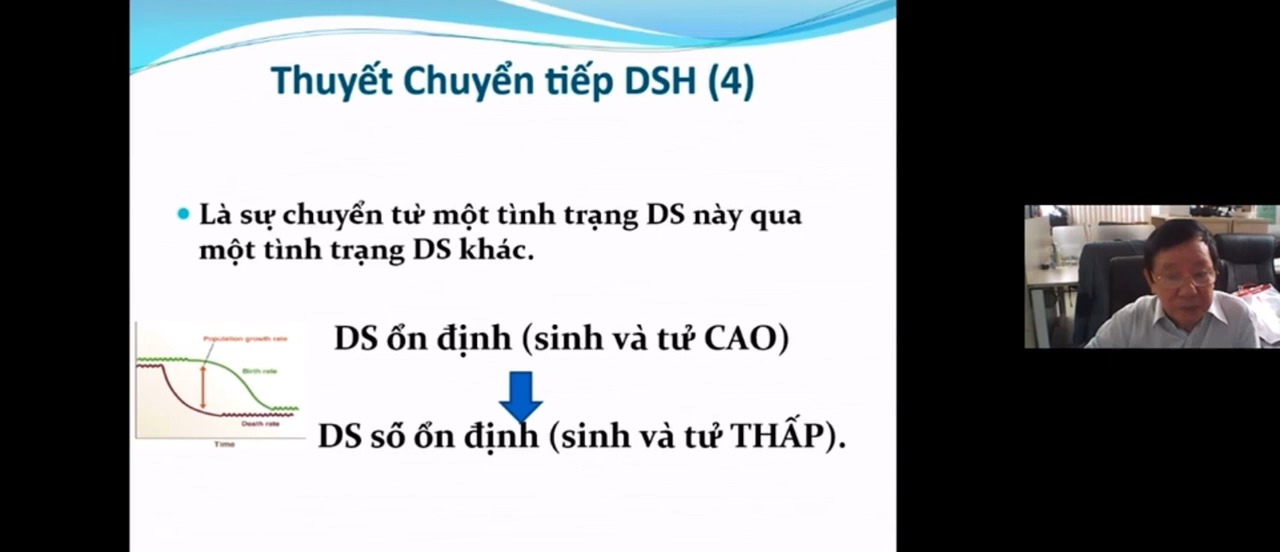 Thuyết Chuyển tiếp DSH (4)
Là sự chuyển từ một tình trạng DS này qua
một tình trạng DS khác.
Population growth rate
Birth rate
Death rate
Time
DS ổn định (sinh và tử CAO)
DS số ổn định (sinh và tử THẤP).